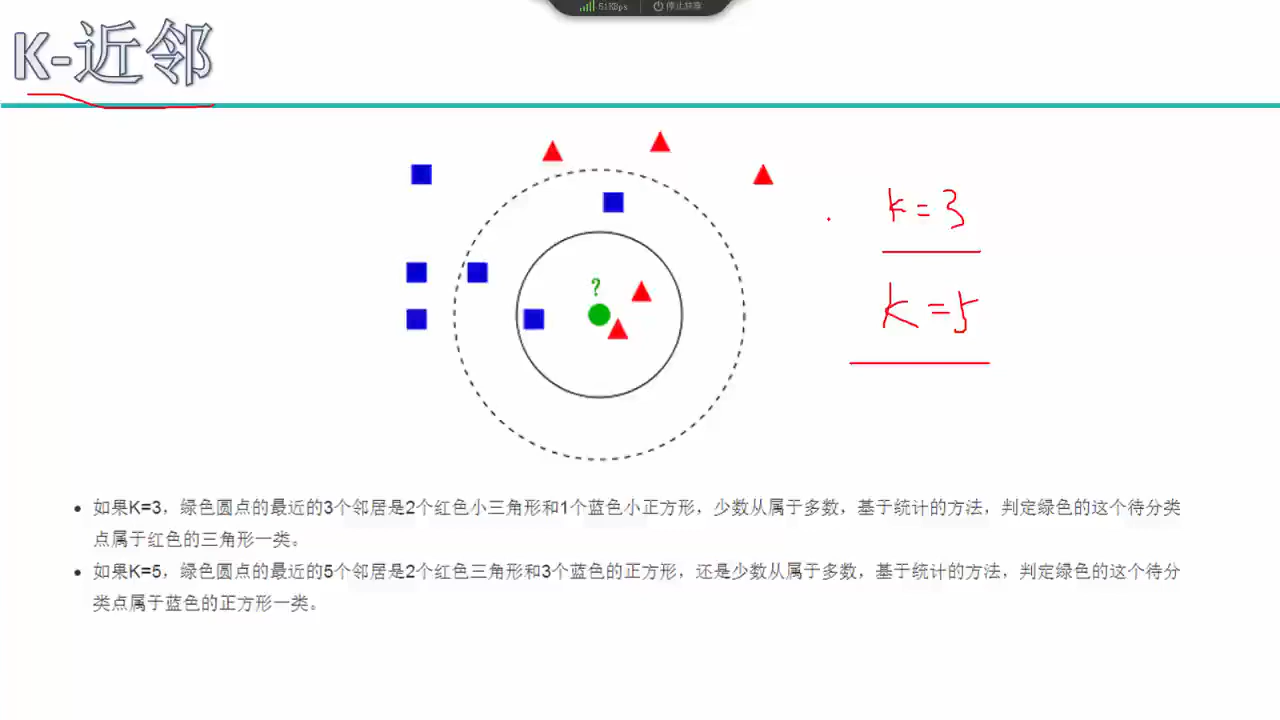 51KBps 停止共享
K-近邻
?
k=3
k=5
如果K=3，绿色圆点的最近的3个邻居是2个红色小三角形和1个蓝色小正方形，少数从属于多数，基于统计的方法，判定绿色的这个待分类
点属于红色的三角形一类。
如果K=5，绿色圆点的最近的5个邻居是2个红色三角形和3个蓝色的正方形，还是少数从属于多数，基于统计的方法，判定绿色的这个待分
类点属于蓝色的正方形一类。